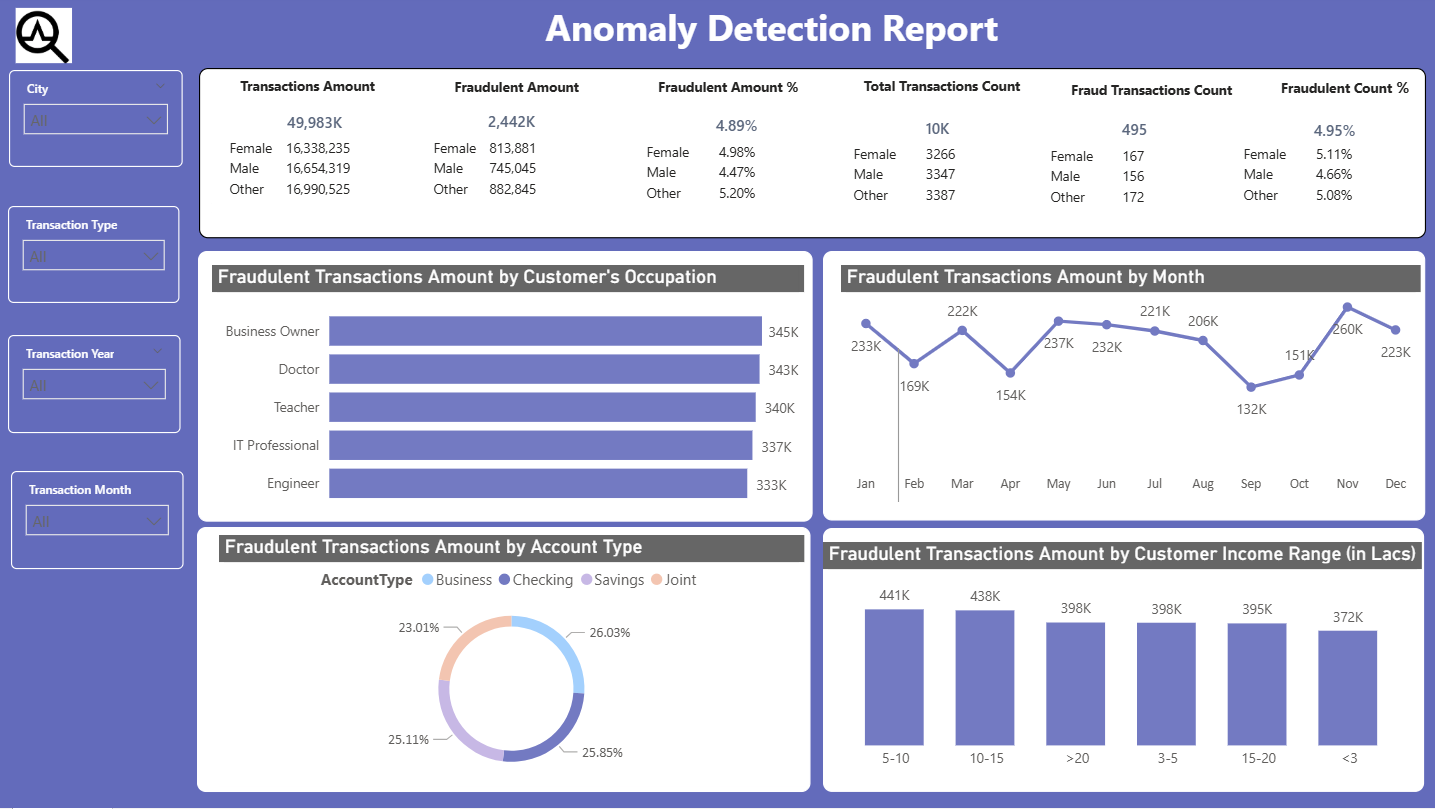 Anomaly Detection Report
City
All
Transaction Type
All
Transaction Year
All
Transaction Month
All
Transactions Amount
49,983K
Female 16,338,235
Male 16,654,319
Other 16,990,525
Fraudulent Amount
2,442K
Female 813,881
Male 745,045
Other 882,845
Fraudulent Amount %
4.89%
Female 4.98%
Male 4.47%
Other 5.20%
Total Transactions Count
10K
Female 3266
Male 3347
Other 3387
Fraud Transactions Count
495
Female 167
Male 156
Other 172
Fraudulent Count %
4.95%
Female 5.11%
Male 4.66%
Other 5.08%
Fraudulent Transactions Amount by Customer's Occupation
Business Owner 345K
Doctor 343K
Teacher 340K
IT Professional 337K
Engineer 333K
Fraudulent Transactions Amount by Month
233K 169K 222K 154K 237K 232K 221K 206K 132K 151K 260K 223K
Jan Feb Mar Apr May Jun Jul Aug Sep Oct Nov Dec
Fraudulent Transactions Amount by Account Type
AccountType Business Checking Savings Joint
23.01% 26.03%
25.11% 25.85%
Fraudulent Transactions Amount by Customer Income Range (in Lacs)
441K 438K 398K 398K 395K 372K
5-10 10-15 >20 3-5 15-20 <3